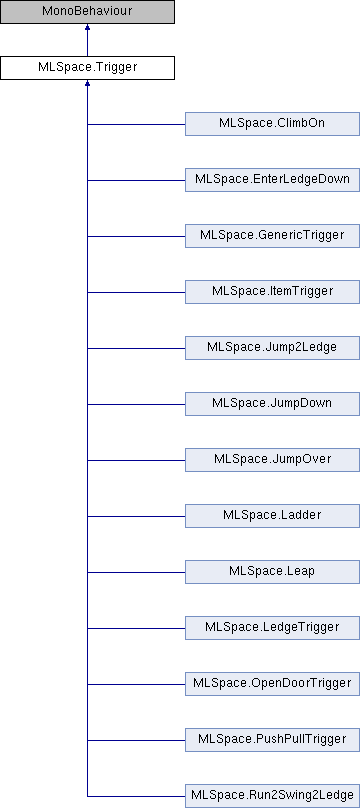 MonoBehaviour
MLSpace.Trigger
MLSpace.ClimbOn
MLSpace.EnterLedgeDown
MLSpace.GenericTrigger
MLSpace.ItemTrigger
MLSpace.Jump2Ledge
MLSpace.JumpDown
MLSpace.JumpOver
MLSpace.Ladder
MLSpace.Leap
MLSpace.LedgeTrigger
MLSpace.OpenDoorTrigger
MLSpace.PushPullTrigger
MLSpace.Run2Swing2Ledge